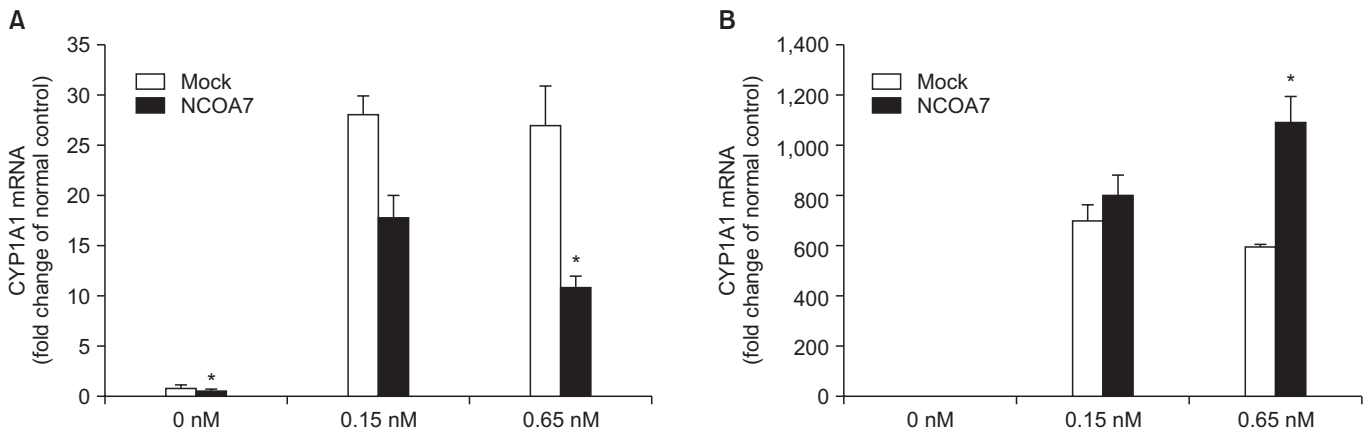 A
CYP1A1 mRNA
(fold change of normal control)
35
30
25
20
15
10
5
0
Mock
NCOA7
*
*
0 nM
0.15 nM
0.65 nM
B
CYP1A1 mRNA
(fold change of normal control)
1,400
1,200
1,000
800
600
400
200
0
Mock
NCOA7
*
0 nM
0.15 nM
0.65 nM